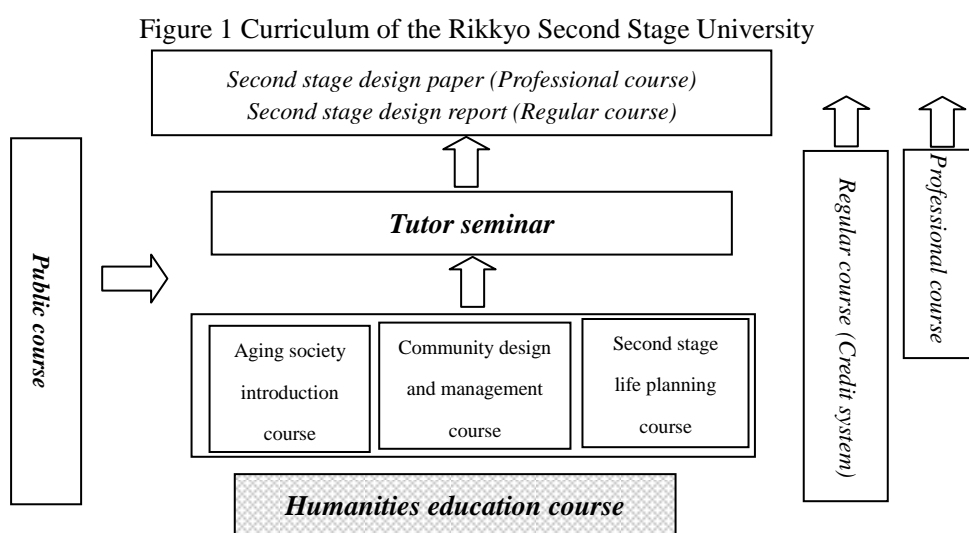 Figure 1 Curriculum of the Rikkyo Second Stage University
Second stage design paper (Professional course)
Second stage design report (Regular course)
Public course
Tutor seminar
Aging society
introduction
course
Community design
and management
course
Second stage
life planning
course
Humanities education course
Regular course (Credit system)
Professional course